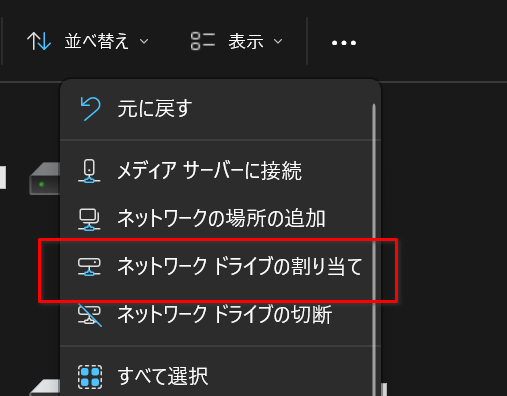 並べ替え 表示 •••
元に戻す
メディア サーバーに接続
ネットワークの場所の追加
ネットワーク ドライブの割り当て
ネットワーク ドライブの切断
すべて選択